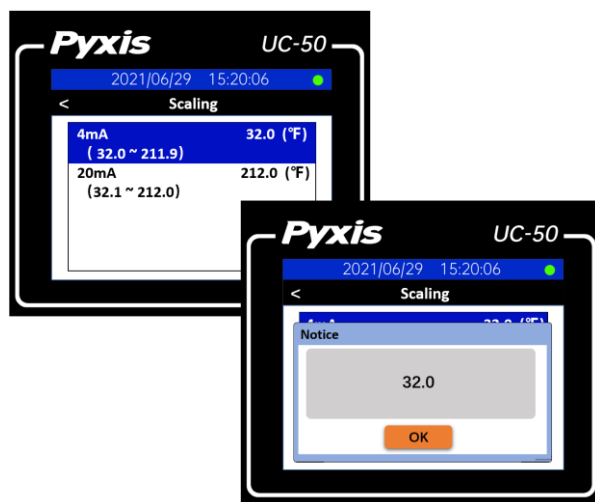 Pyxis UC-50
2021/06/29 15:20:06
< Scaling
4mA 32.0 (°F)
( 32.0 ~ 211.9)
20mA 212.0 (°F)
(32.1 ~ 212.0)
Pyxis UC-50
2021/06/29 15:20:06
< Scaling
Notice
32.0
OK